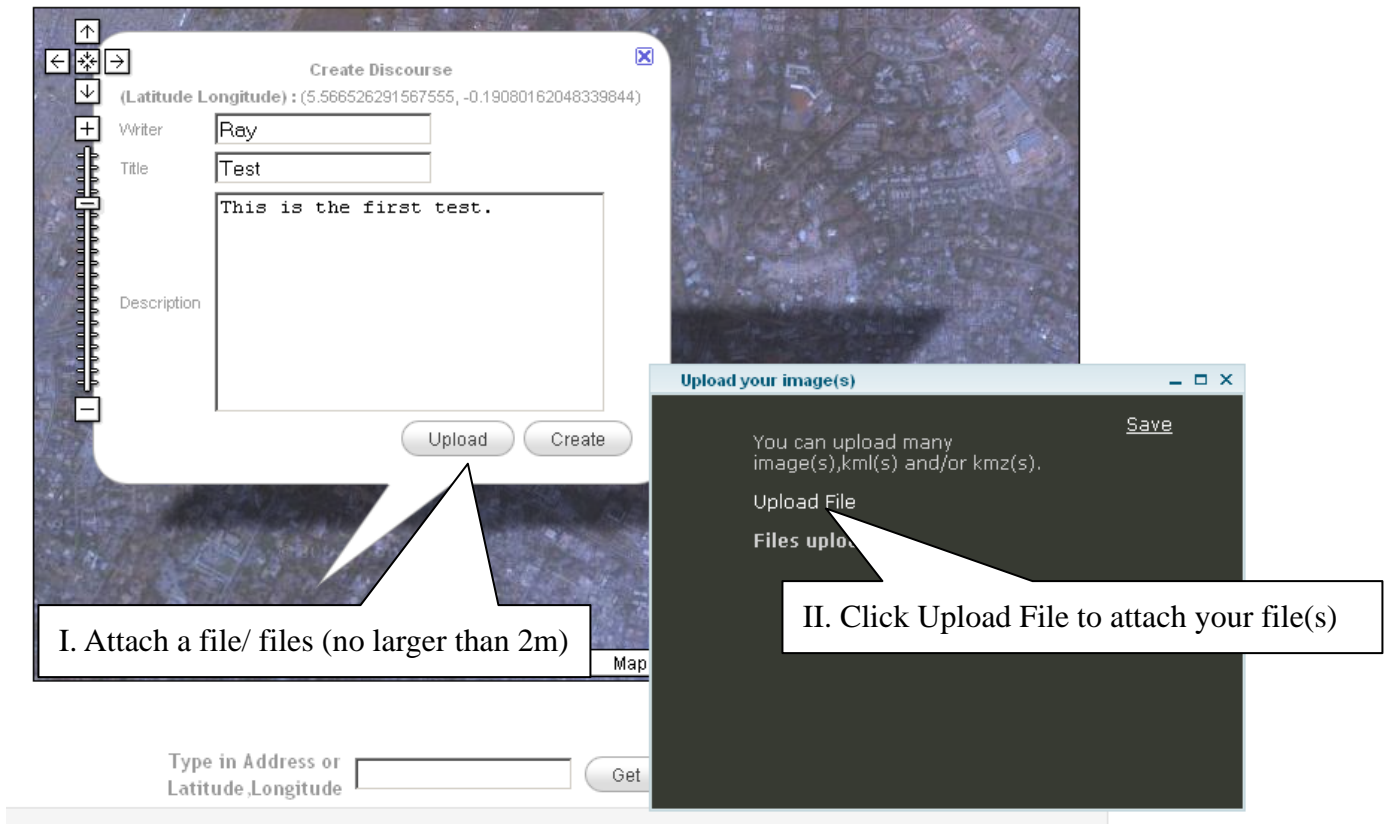 Create Discourse
(Latitude Longitude) : (5.566526291567555, -0.19080162048339844)
Writer Ray
Title Test
This is the first test.
Description
Upload Create
Upload your image(s)
Save
You can upload many
image(s),kml(s) and/or kmz(s).
Upload File
Files
II. Click Upload File to attach your file(s)
I. Attach a file/ files (no larger than 2m)
Map
Type in Address or
Latitude,Longitude
Get